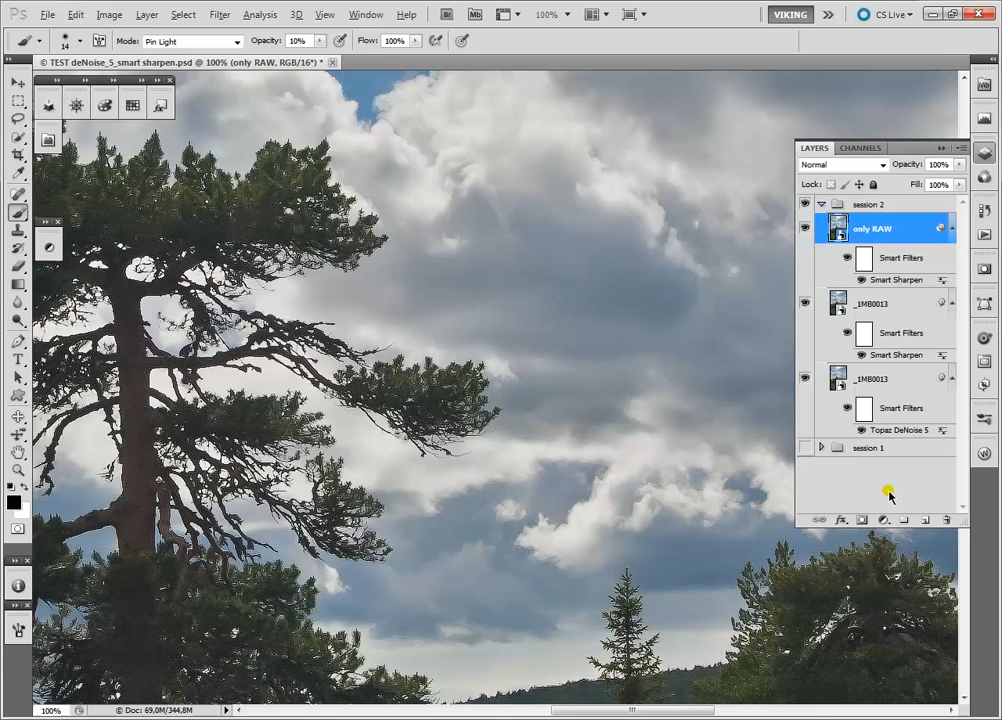 Ps File Edit Image Layer Select Filter Analysis 3D View Window Help Br Mb 100% VIKING CS Live
14 Mode: Pin Light Opacity: 10% Flow: 100%
© TEST deNoise_5_smart sharpen.psd @ 100% (only RAW, RGB/16*) *
LAYERS CHANNELS
Normal Opacity: 100%
Lock: Fill: 100%
session 2
only RAW
Smart Filters
Smart Sharpen
_1MB0013
Smart Filters
Smart Sharpen
_1MB0013
Smart Filters
Topaz DeNoise 5
session 1
fx
100% © Doc: 69,0M/344,8M